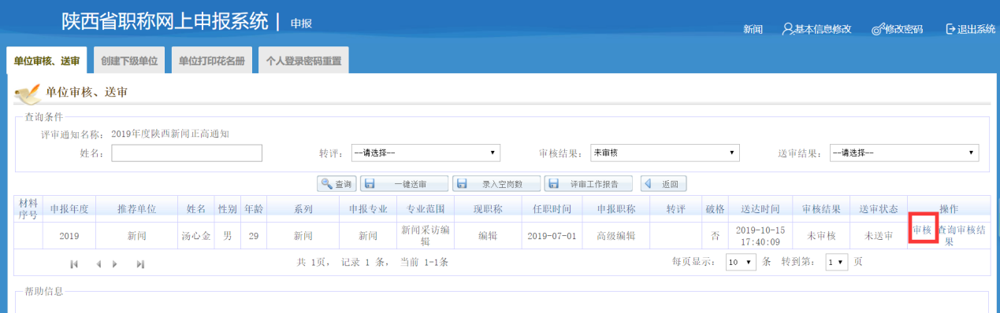 陕西省职称网上申报系统 | 申报
新闻 基本信息修改 修改密码 退出系统
单位审核、送审 创建下级单位 单位打印花名册 个人登录密码重置
单位审核、送审
查询条件
评审通知名称： 2019年度陕西新闻正高通知
姓名： 转评： --请选择-- 审核结果： 未审核 送审结果： --请选择--
查询 一键送审 录入空岗数 评审工作报告 返回
材料序号 申报年度 推荐单位 姓名 性别 年龄 系列 申报专业 专业范围 现职称 任职时间 申报职称 转评 破格 送达时间 审核结果 送审状态 操作
2019 新闻 汤心金 男 29 新闻 新闻 新闻采访编辑 编辑 2019-07-01 高级编辑 否 2019-10-15 17:40:09 未审核 未送审 审核 查询审核结果
共 1页， 记录 1 条， 当前 1-1条 每页显示： 10 条 转到第： 1 页
帮助信息